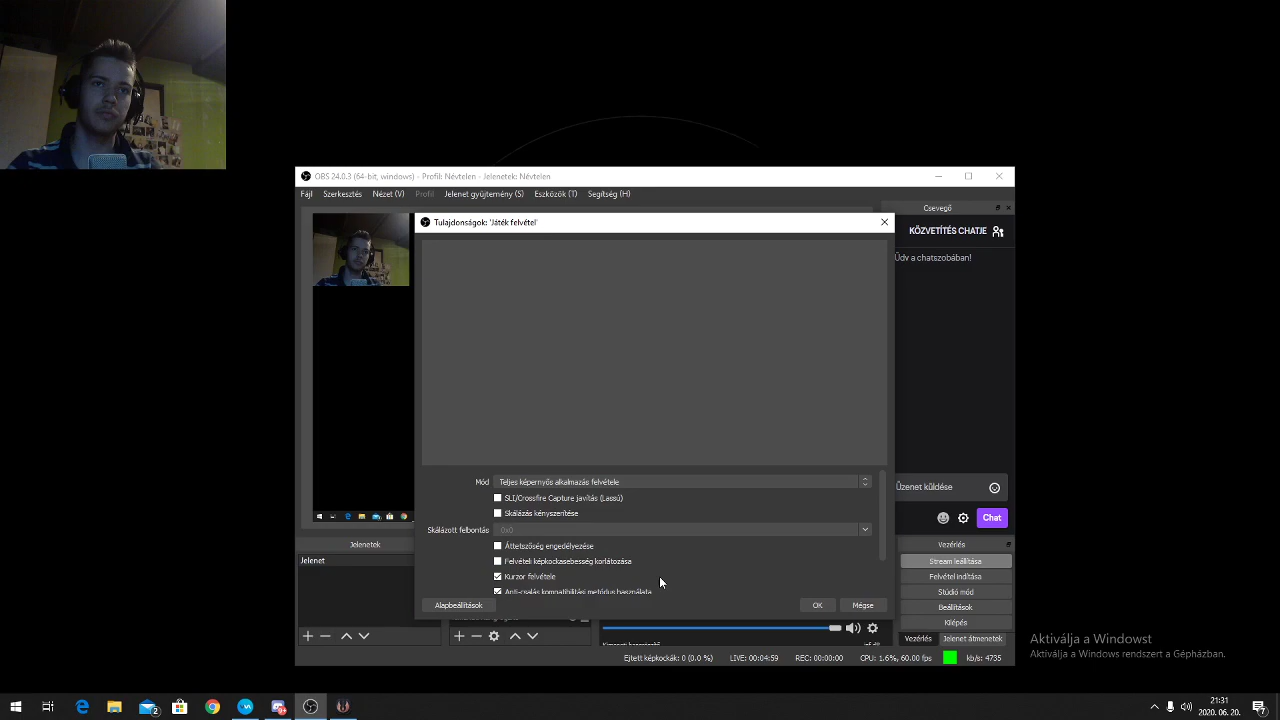 OBS 24.0.3 (64-bit, windows) - Profil: Névtelen - Jelenetek: Névtelen
Fájl Szerkesztés Nézet (V) Profil Jelenet gyűjtemény (S) Eszközök (T) Segítség (H)
Csevegő
Tulajdonságok: 'Játék felvétel'
KÖZVETÍTÉS CHATJE
Üdv a chatszobában!
Mód Teljes képernyős alkalmazás felvétele
Üzenet küldése
SLI/Crossfire Capture javítás (Lassú)
Skálázás kényszerítése
Chat
Skálázott felbontás 0x0
Jelenetek
Áttetszőség engedélyezése
Vezérlés
Jelenet
Felvételi képkockasebesség korlátozása
Stream leállítása
Kurzor felvétele
Felvétel indítása
Anti-csalás kompatibilitási metódus használata
Stúdió mód
Alapbeállítások OK Mégse
Beállítások
Kilépés
Vezérlés Jelenet átmenetek
Ejtett képkockák: 0 (0.0 %) LIVE: 00:04:59 REC: 00:00:00 CPU: 1.6%, 60.00 fps kb/s: 4735
Aktiválja a Windowst
Aktiválja a Windows rendszert a Gépházban.
21:31
2020. 06. 20.